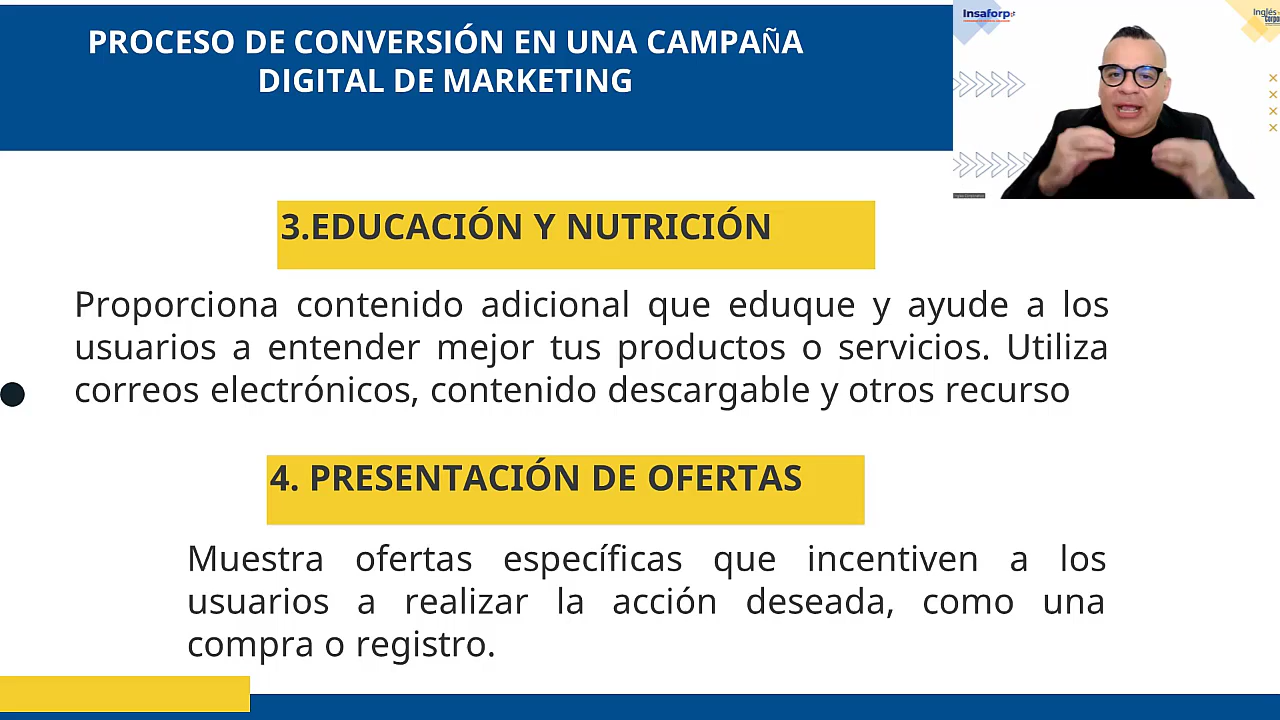 PROCESO DE CONVERSIÓN EN UNA CAMPAÑA
DIGITAL DE MARKETING
Insaforp
Inglés
Corpo
3.EDUCACIÓN Y NUTRICIÓN
Proporciona contenido adicional que eduque y ayude a los
usuarios a entender mejor tus productos o servicios. Utiliza
correos electrónicos, contenido descargable y otros recurso
4. PRESENTACIÓN DE OFERTAS
Muestra ofertas específicas que incentiven a los
usuarios a realizar la acción deseada, como una
compra o registro.